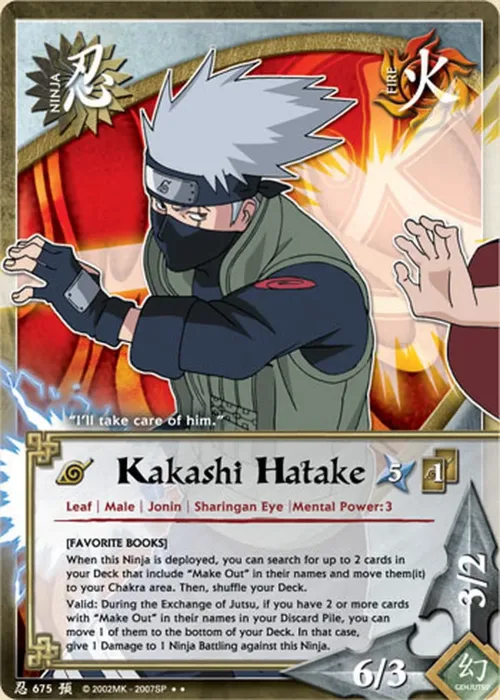 NINJA 忍
FIRE 火
"I'll take care of him."
Kakashi Hatake 5 1
Leaf | Male | Jonin | Sharingan Eye |Mental Power:3
[FAVORITE BOOKS]
When this Ninja is deployed, you can search for up to 2 cards in
your Deck that include "Make Out" in their names and move them(it)
to your Chakra area. Then, shuffle your Deck.
Valid: During the Exchange of Jutsu, if you have 2 or more cards
with "Make Out" in their names in your Discard Pile, you can
move 1 of them to the bottom of your Deck. In that case,
give 1 Damage to 1 Ninja Battling against this Ninja.
3/2
6/3
幻
GENJUTSU
忍 675 © 2002MK - 2007SP